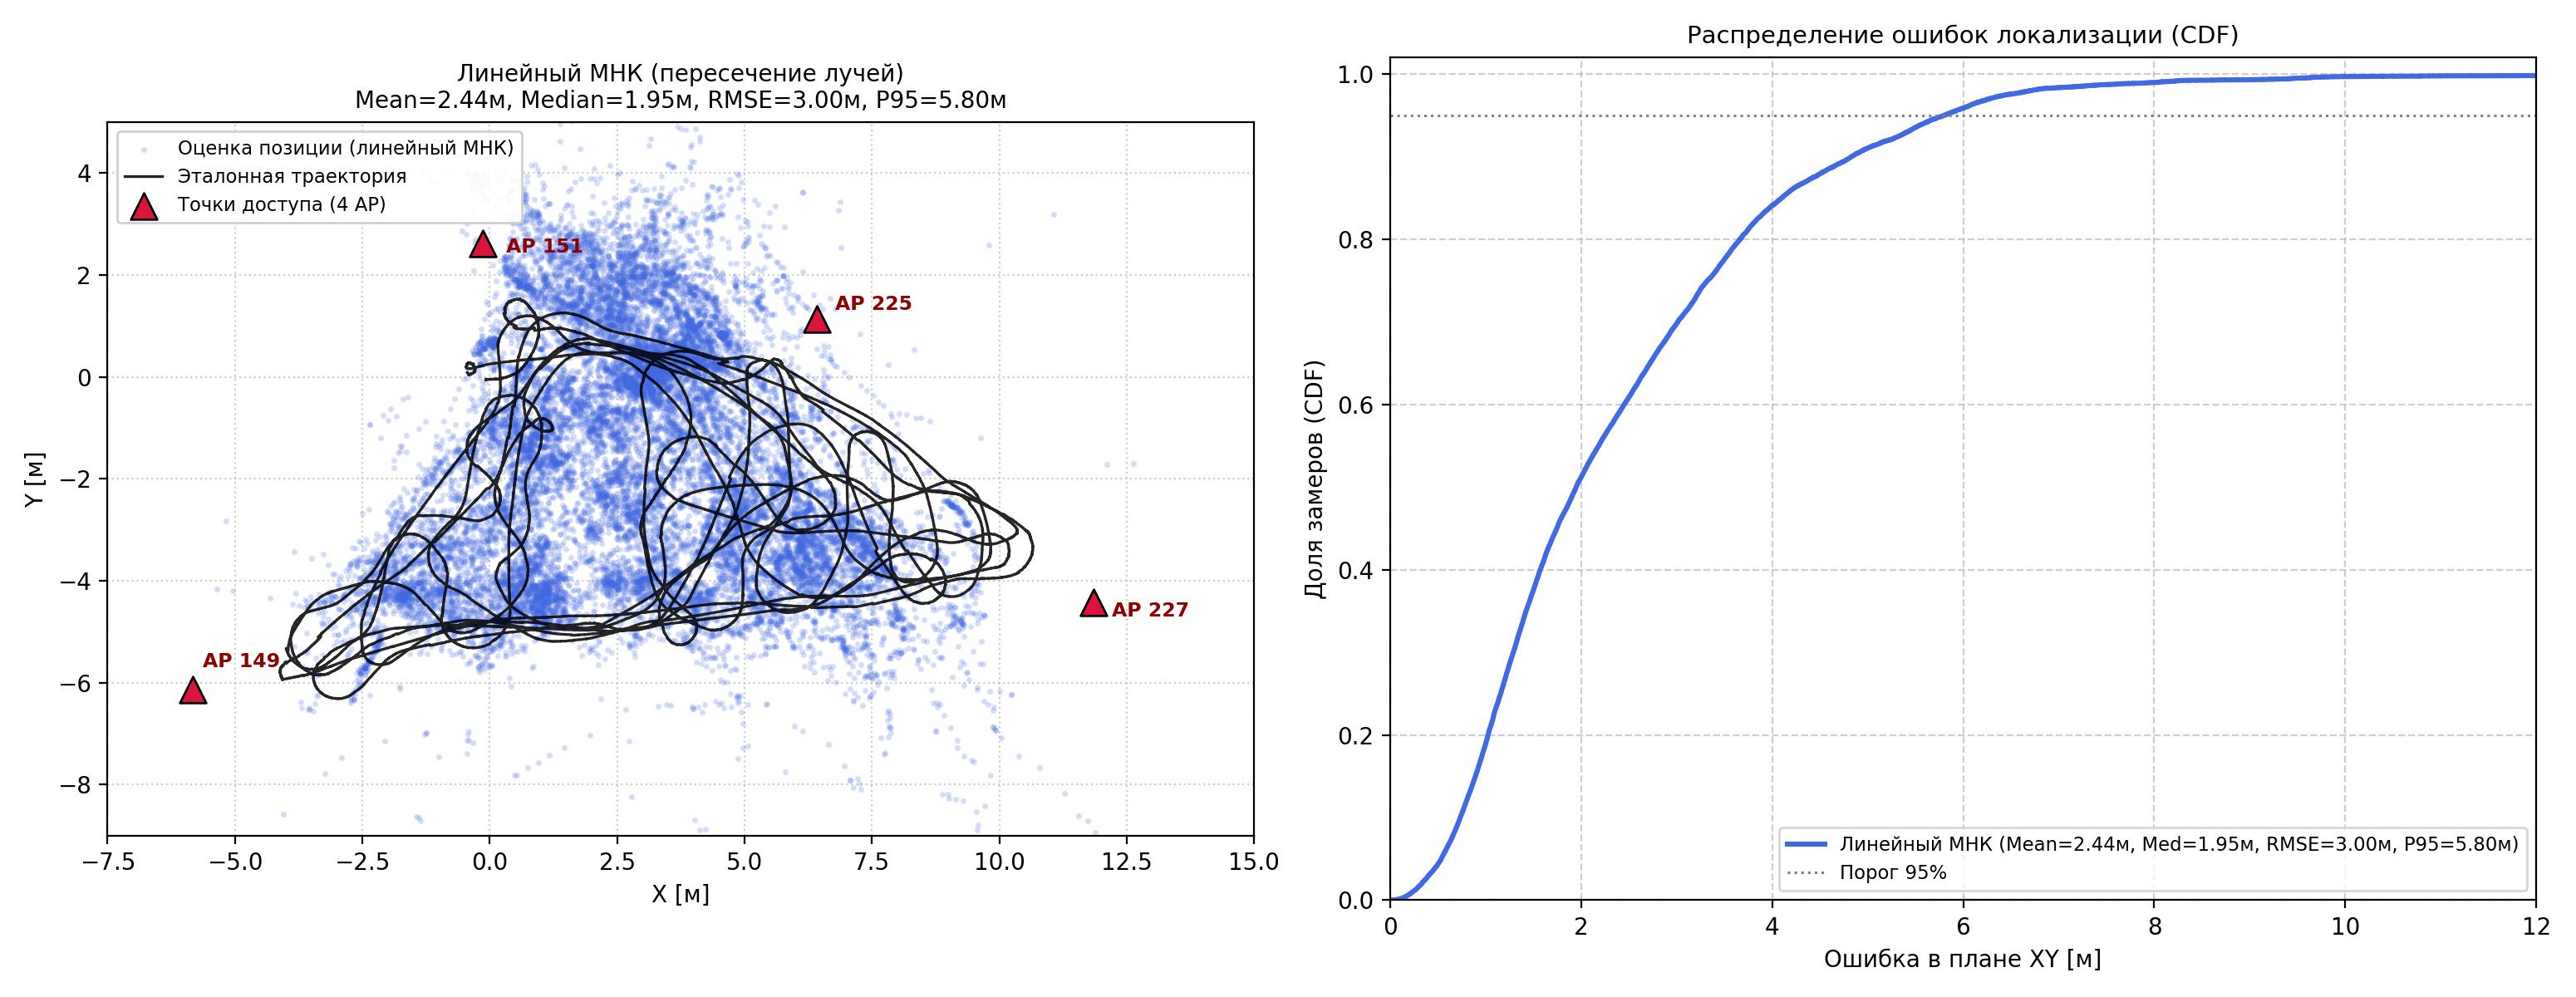 Линейный МНК (пересечение лучей)
Mean=2.44м, Median=1.95м, RMSE=3.00м, P95=5.80м
Оценка позиции (линейный МНК)
Эталонная траектория
Точки доступа (4 AP)
AP 151
AP 225
AP 227
AP 149
4
2
0
−2
−4
−6
−8
Y [м]
−7.5
−5.0
−2.5
0.0
2.5
5.0
7.5
10.0
12.5
15.0
X [м]
Распределение ошибок локализации (CDF)
1.0
0.8
0.6
0.4
0.2
0.0
Доля замеров (CDF)
Линейный МНК (Mean=2.44м, Med=1.95м, RMSE=3.00м, P95=5.80м)
Порог 95%
0
2
4
6
8
10
12
Ошибка в плане XY [м]